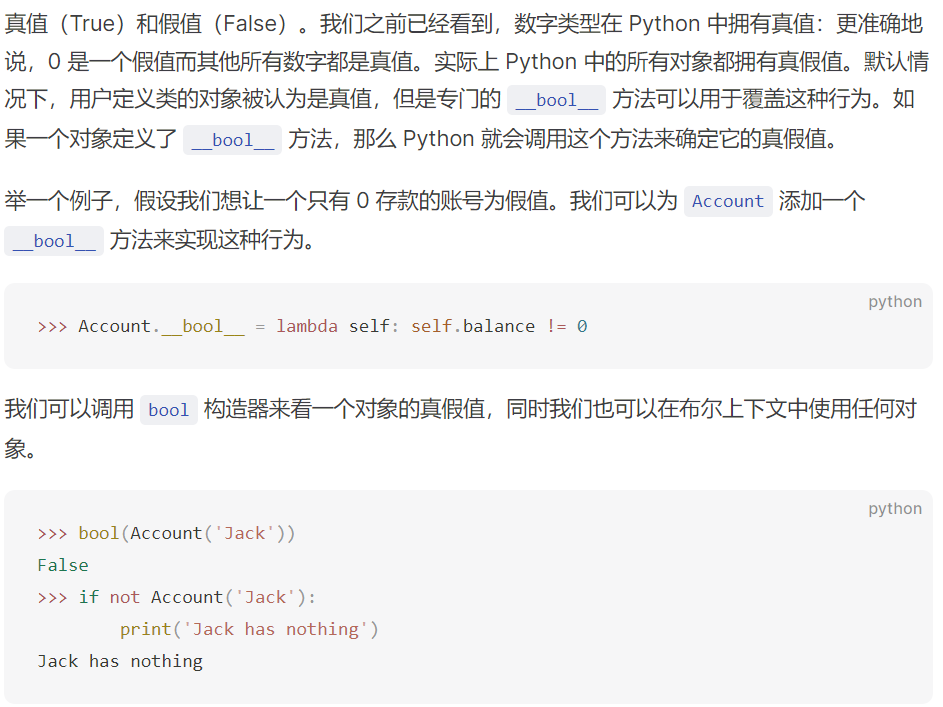 真值（True）和假值（False）。我们之前已经看到，数字类型在 Python 中拥有真值：更准确地
说，0 是一个假值而其他所有数字都是真值。实际上 Python 中的所有对象都拥有真假值。默认情
况下，用户定义类的对象被认为是真值，但是专门的 __bool__ 方法可以用于覆盖这种行为。如
果一个对象定义了 __bool__ 方法，那么 Python 就会调用这个方法来确定它的真假值。
举一个例子，假设我们想让一个只有 0 存款的账号为假值。我们可以为 Account 添加一个
__bool__ 方法来实现这种行为。
python
>>> Account.__bool__ = lambda self: self.balance != 0
我们可以调用 bool 构造器来看一个对象的真假值，同时我们也可以在布尔上下文中使用任何对
象。
python
>>> bool(Account('Jack'))
False
>>> if not Account('Jack'):
        print('Jack has nothing')
Jack has nothing